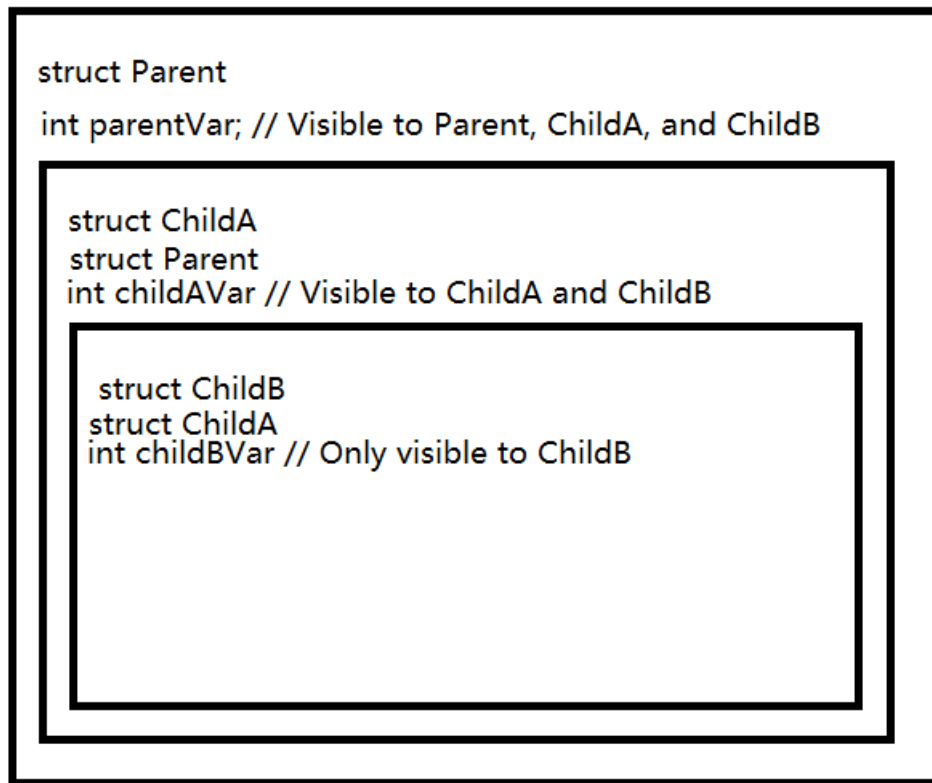 struct Parent
int parentVar; // Visible to Parent, ChildA, and ChildB
struct ChildA
struct Parent
int childAVar // Visible to ChildA and ChildB
struct ChildB
struct ChildA
int childBVar // Only visible to ChildB